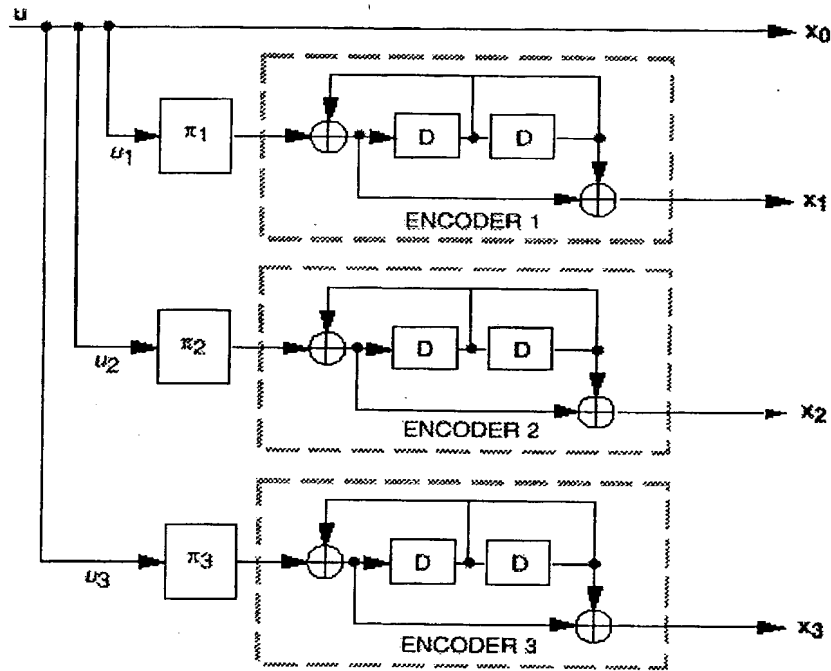 u
x0
π1
u1
D
D
x1
ENCODER 1
π2
u2
D
D
x2
ENCODER 2
π3
u3
D
D
x3
ENCODER 3